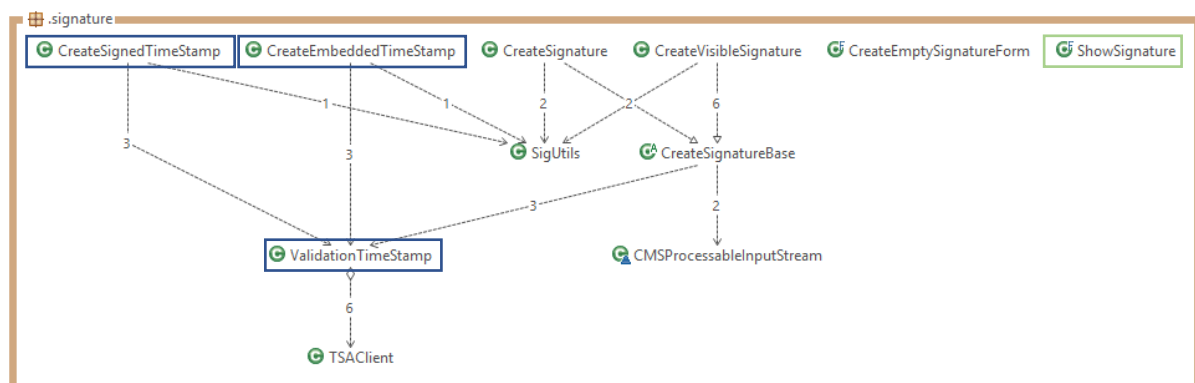 .signature
CreateSignedTimeStamp CreateEmbeddedTimeStamp CreateSignature CreateVisibleSignature CreateEmptySignatureForm ShowSignature
1 1 2 2 6
3 3
SigUtils CreateSignatureBase
3 2
ValidationTimeStamp CMSProcessableInputStream
6
TSAClient